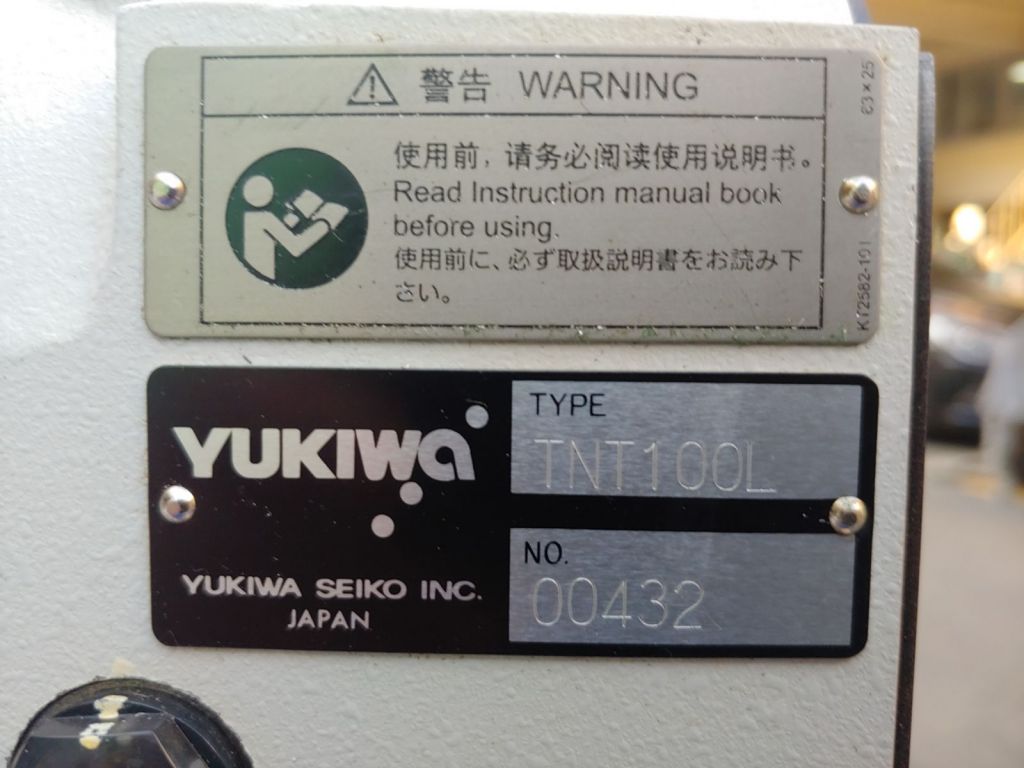 警告 WARNING
使用前，请务必阅读使用说明书。
Read Instruction manual book
before using.
使用前に、必ず取扱説明書をお読み下
さい。
63×25
KT2582-101
YUKIWa
YUKIWA SEIKO INC.
JAPAN
TYPE
TNT100L
NO.
00432